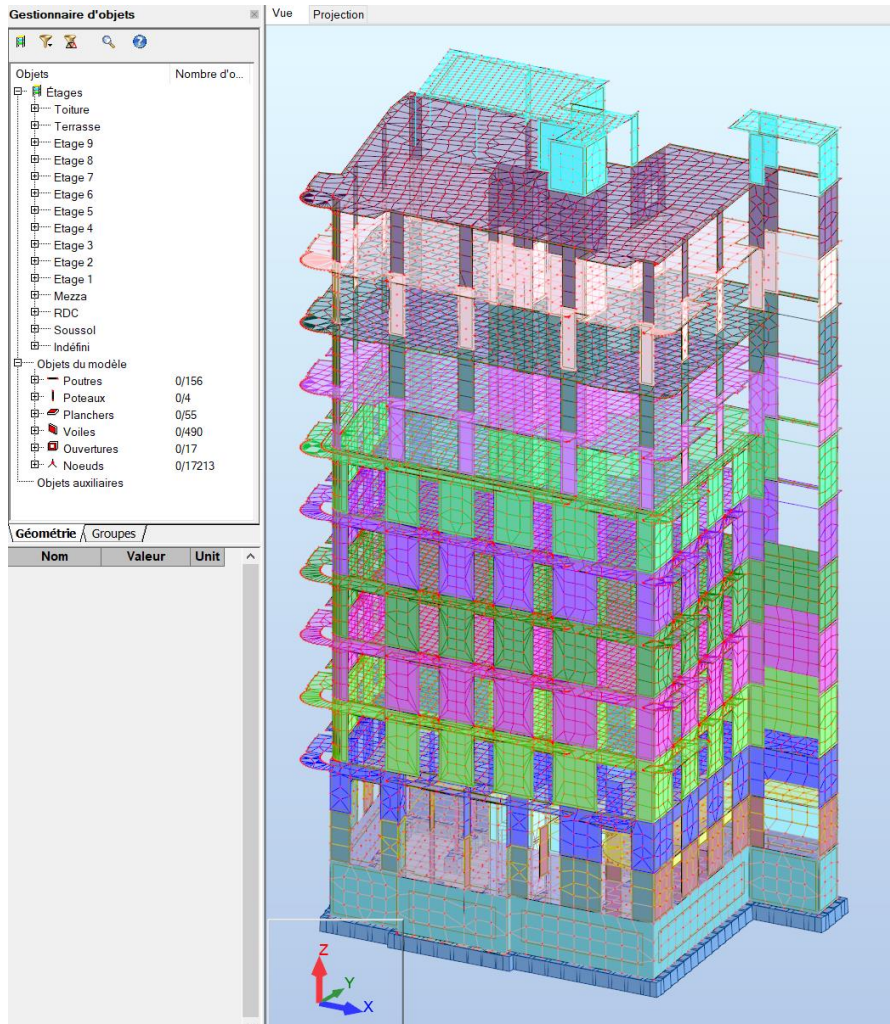 Gestionnaire d'objets
Vue
Projection
Objets Nombre d'o...
Étages
Toiture
Terrasse
Etage 9
Etage 8
Etage 7
Etage 6
Etage 5
Etage 4
Etage 3
Etage 2
Etage 1
Mezza
RDC
Soussol
Indéfini
Objets du modèle
Poutres 0/156
Poteaux 0/4
Planchers 0/55
Voiles 0/490
Ouvertures 0/17
Noeuds 0/17213
Objets auxiliaires
Géométrie Groupes
Nom Valeur Unit
Z
Y
X